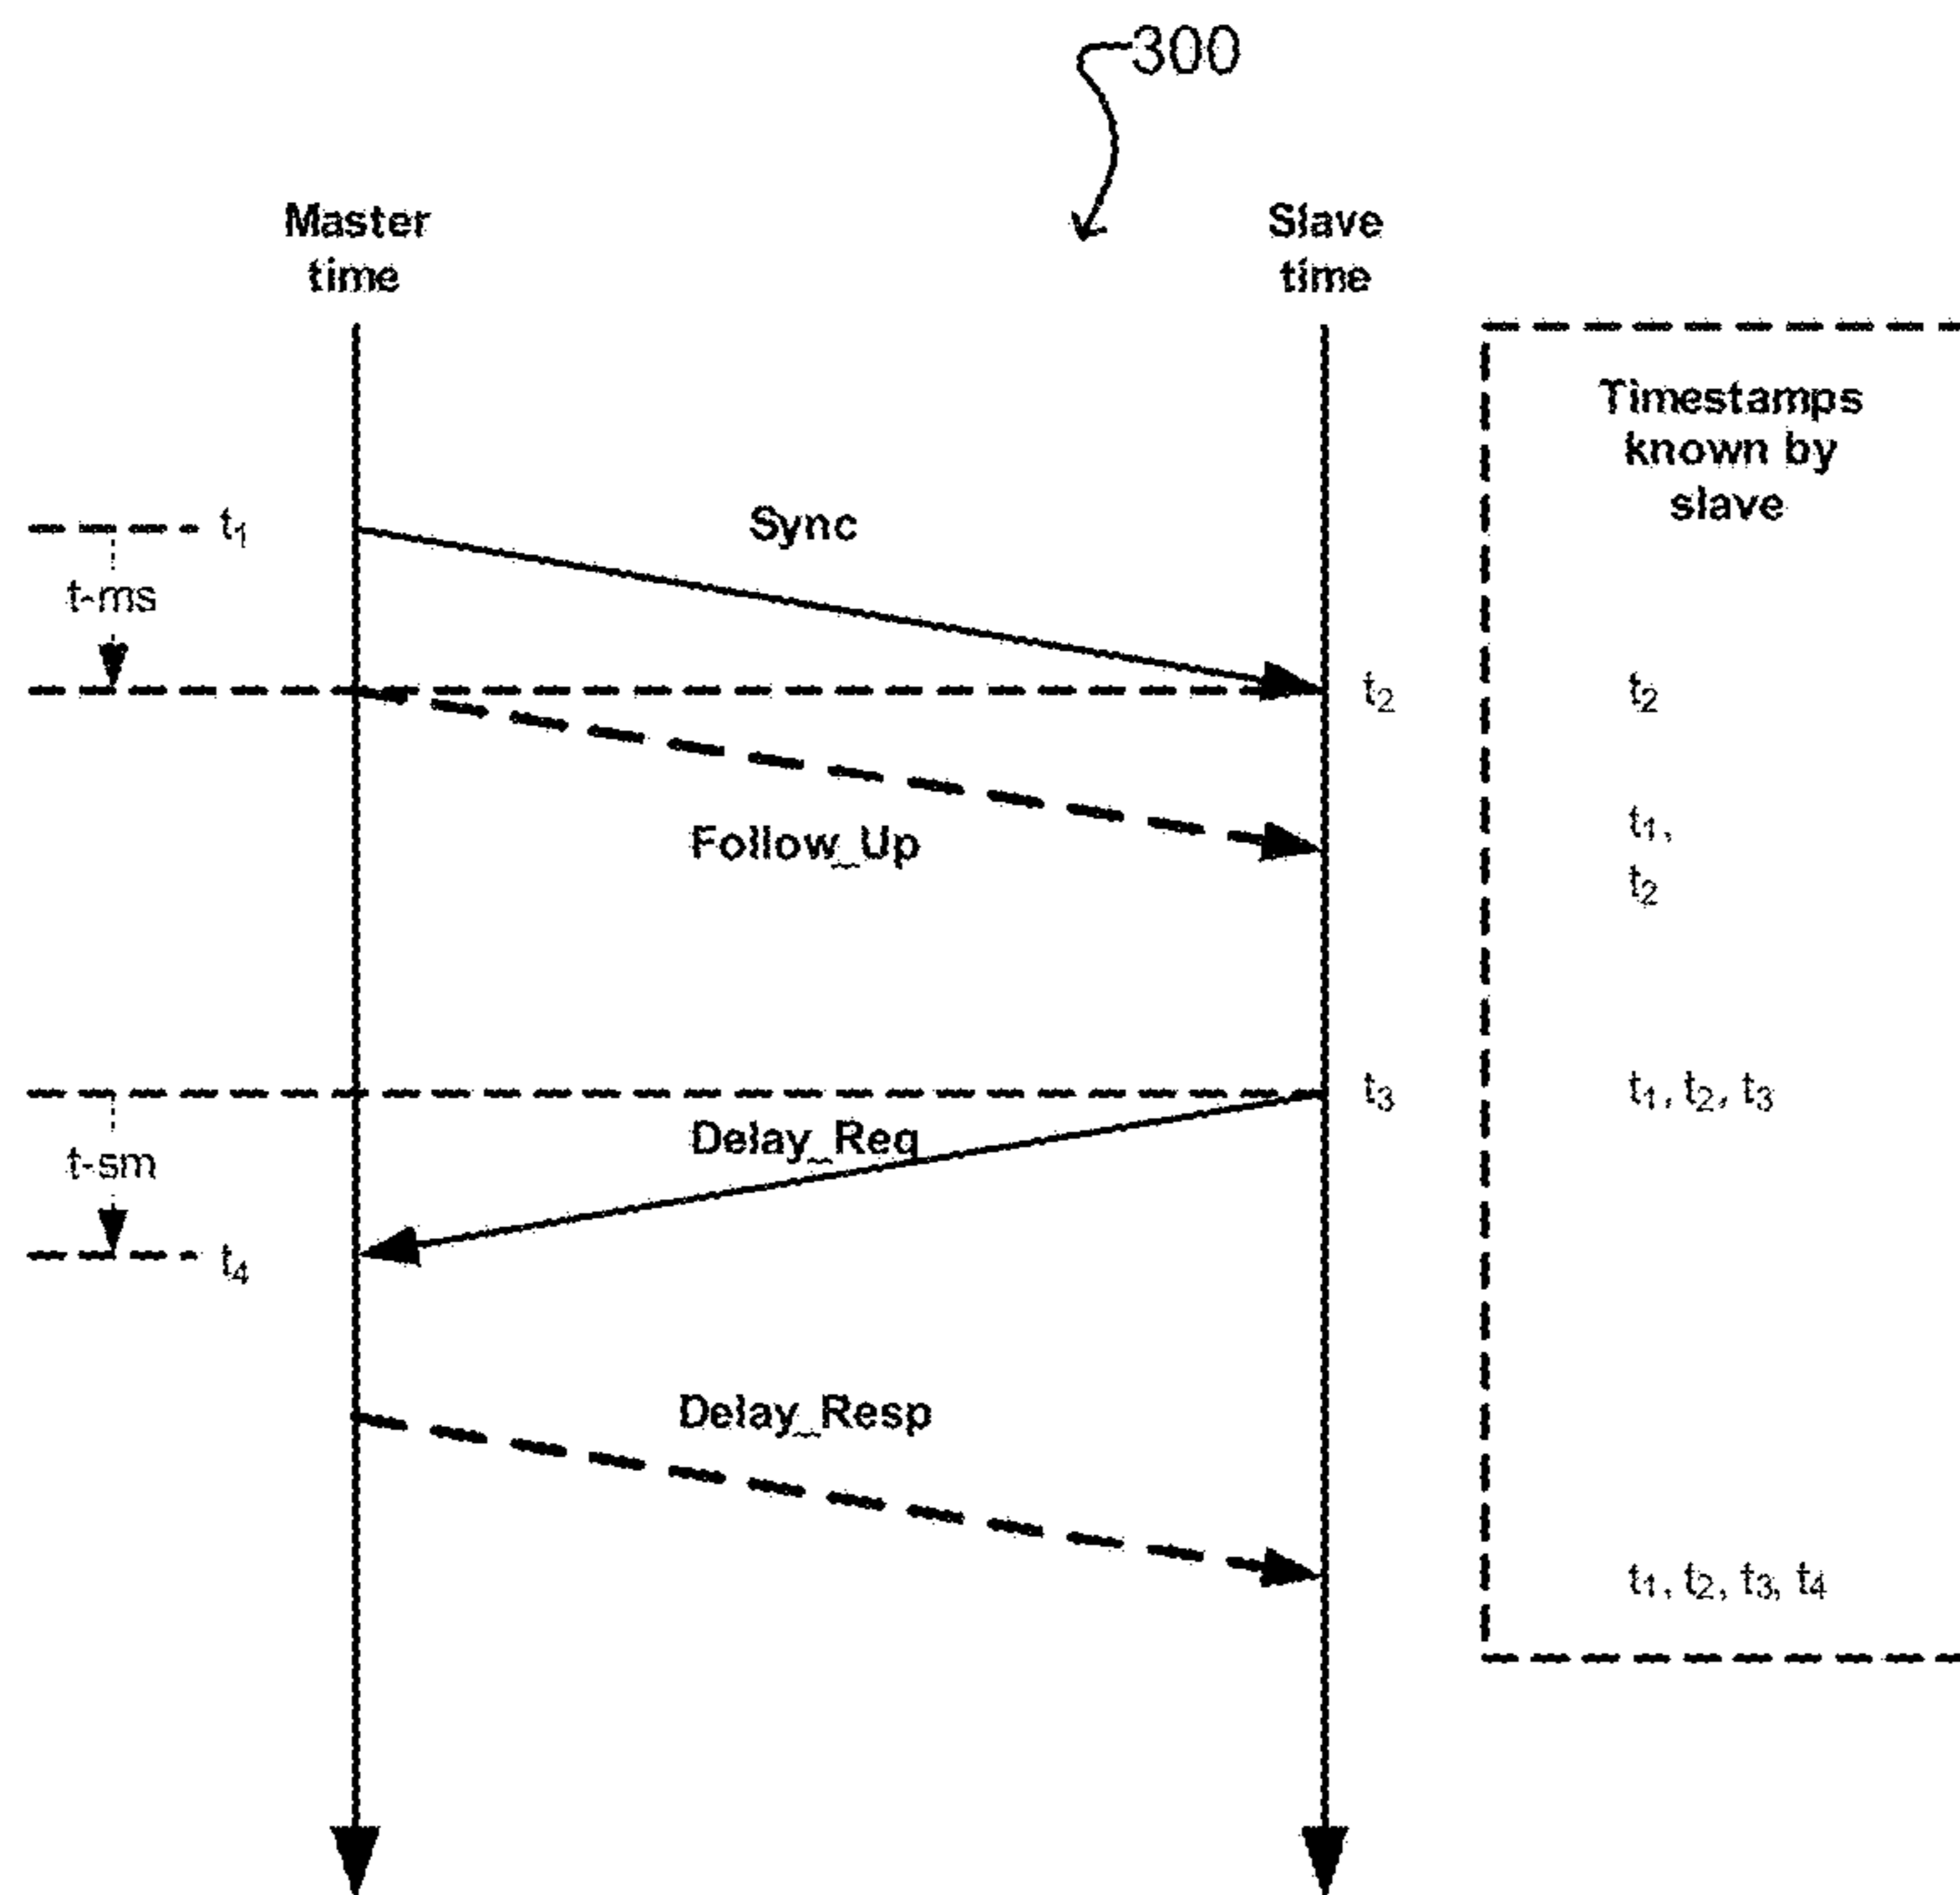 300
Master
time
Slave
time
Timestamps
known by
slave
t₁
Sync
t-ms
t₂
t₂
Follow_Up
t₁,
t₂
t₃
t₁, t₂, t₃
Delay_Req
t-sm
t₄
Delay_Resp
t₁, t₂, t₃, t₄